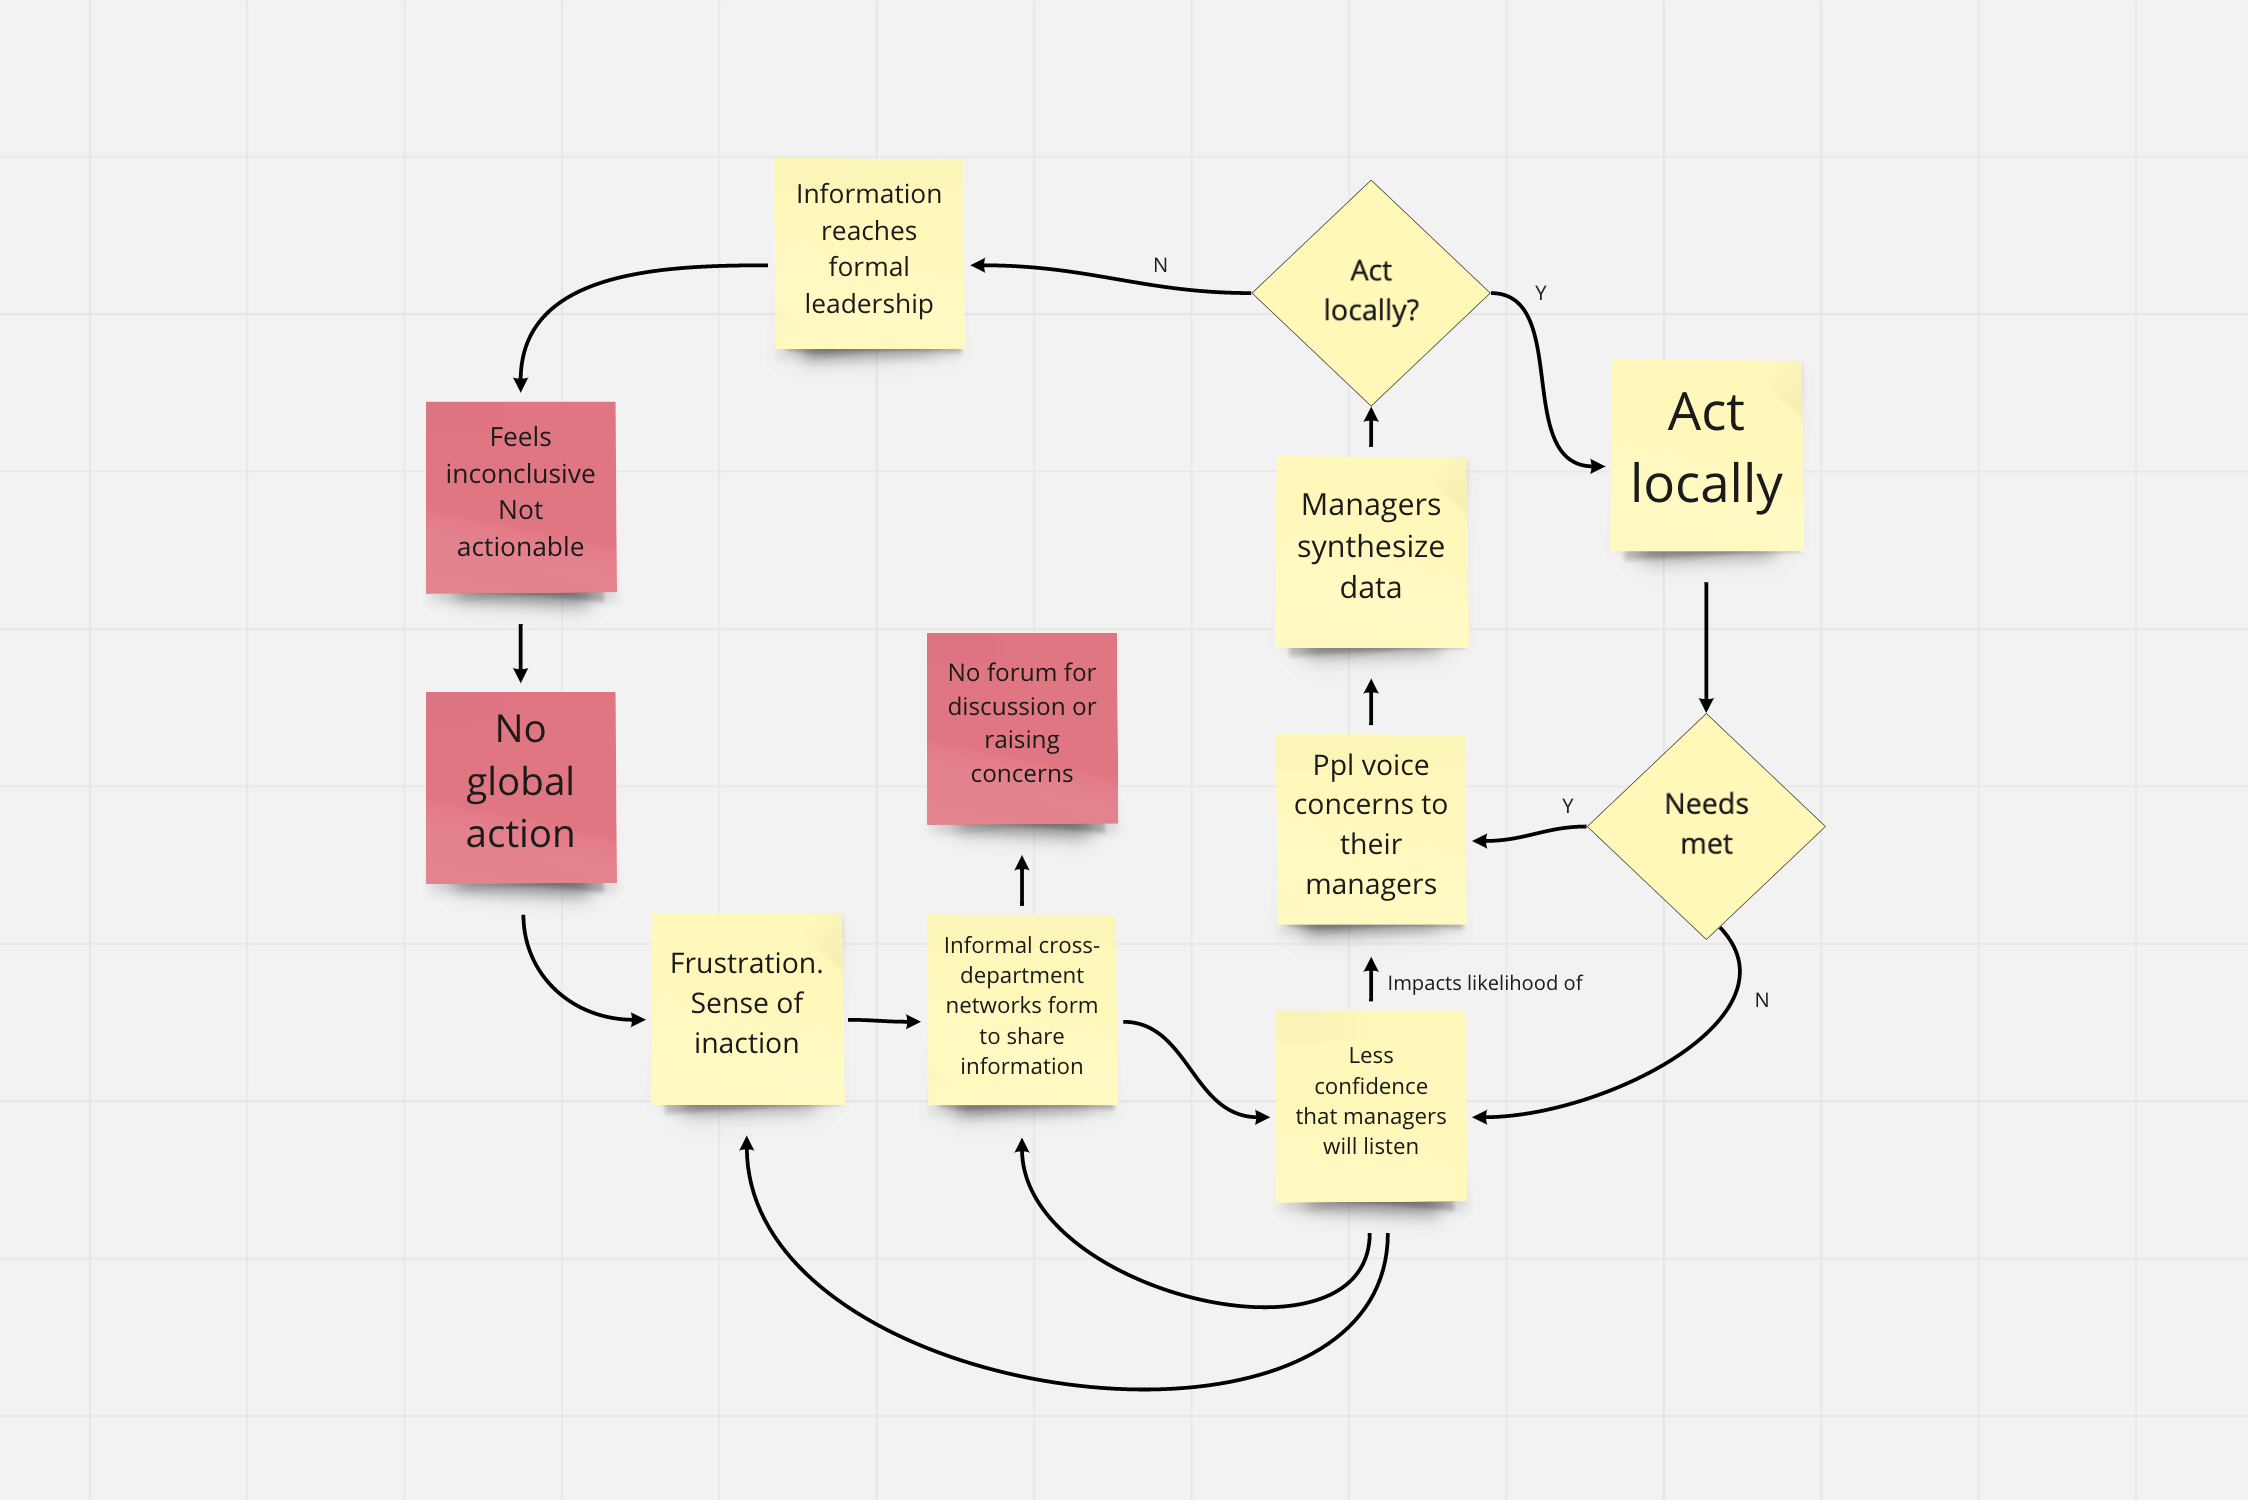 Information
reaches
formal
leadership
N
Act
locally?
Y
Act
locally
Feels
inconclusive
Not
actionable
Managers
synthesize
data
No
global
action
No forum for
discussion or
raising
concerns
Ppl voice
concerns to
their
managers
Y
Needs
met
N
Frustration.
Sense of
inaction
Informal cross-
department
networks form
to share
information
Impacts likelihood of
Less
confidence
that managers
will listen